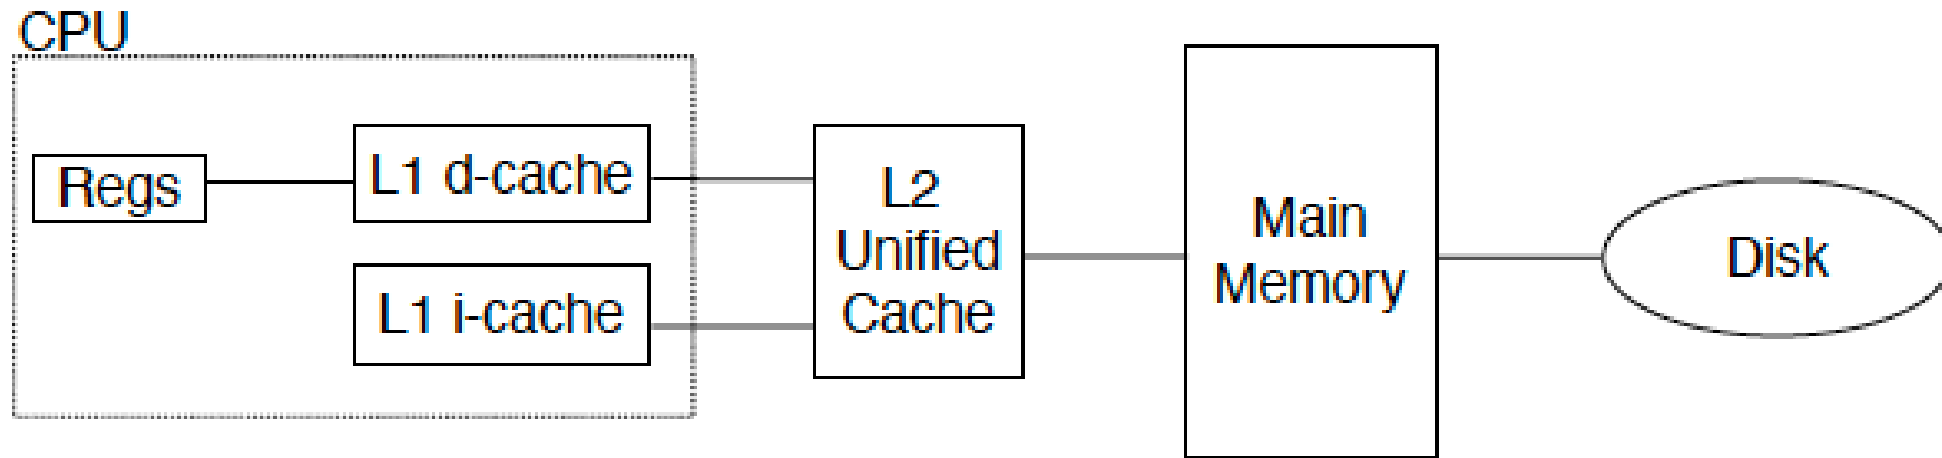 CPU
Regs
L1 d-cache
L1 i-cache
L2
Unified
Cache
Main
Memory
Disk